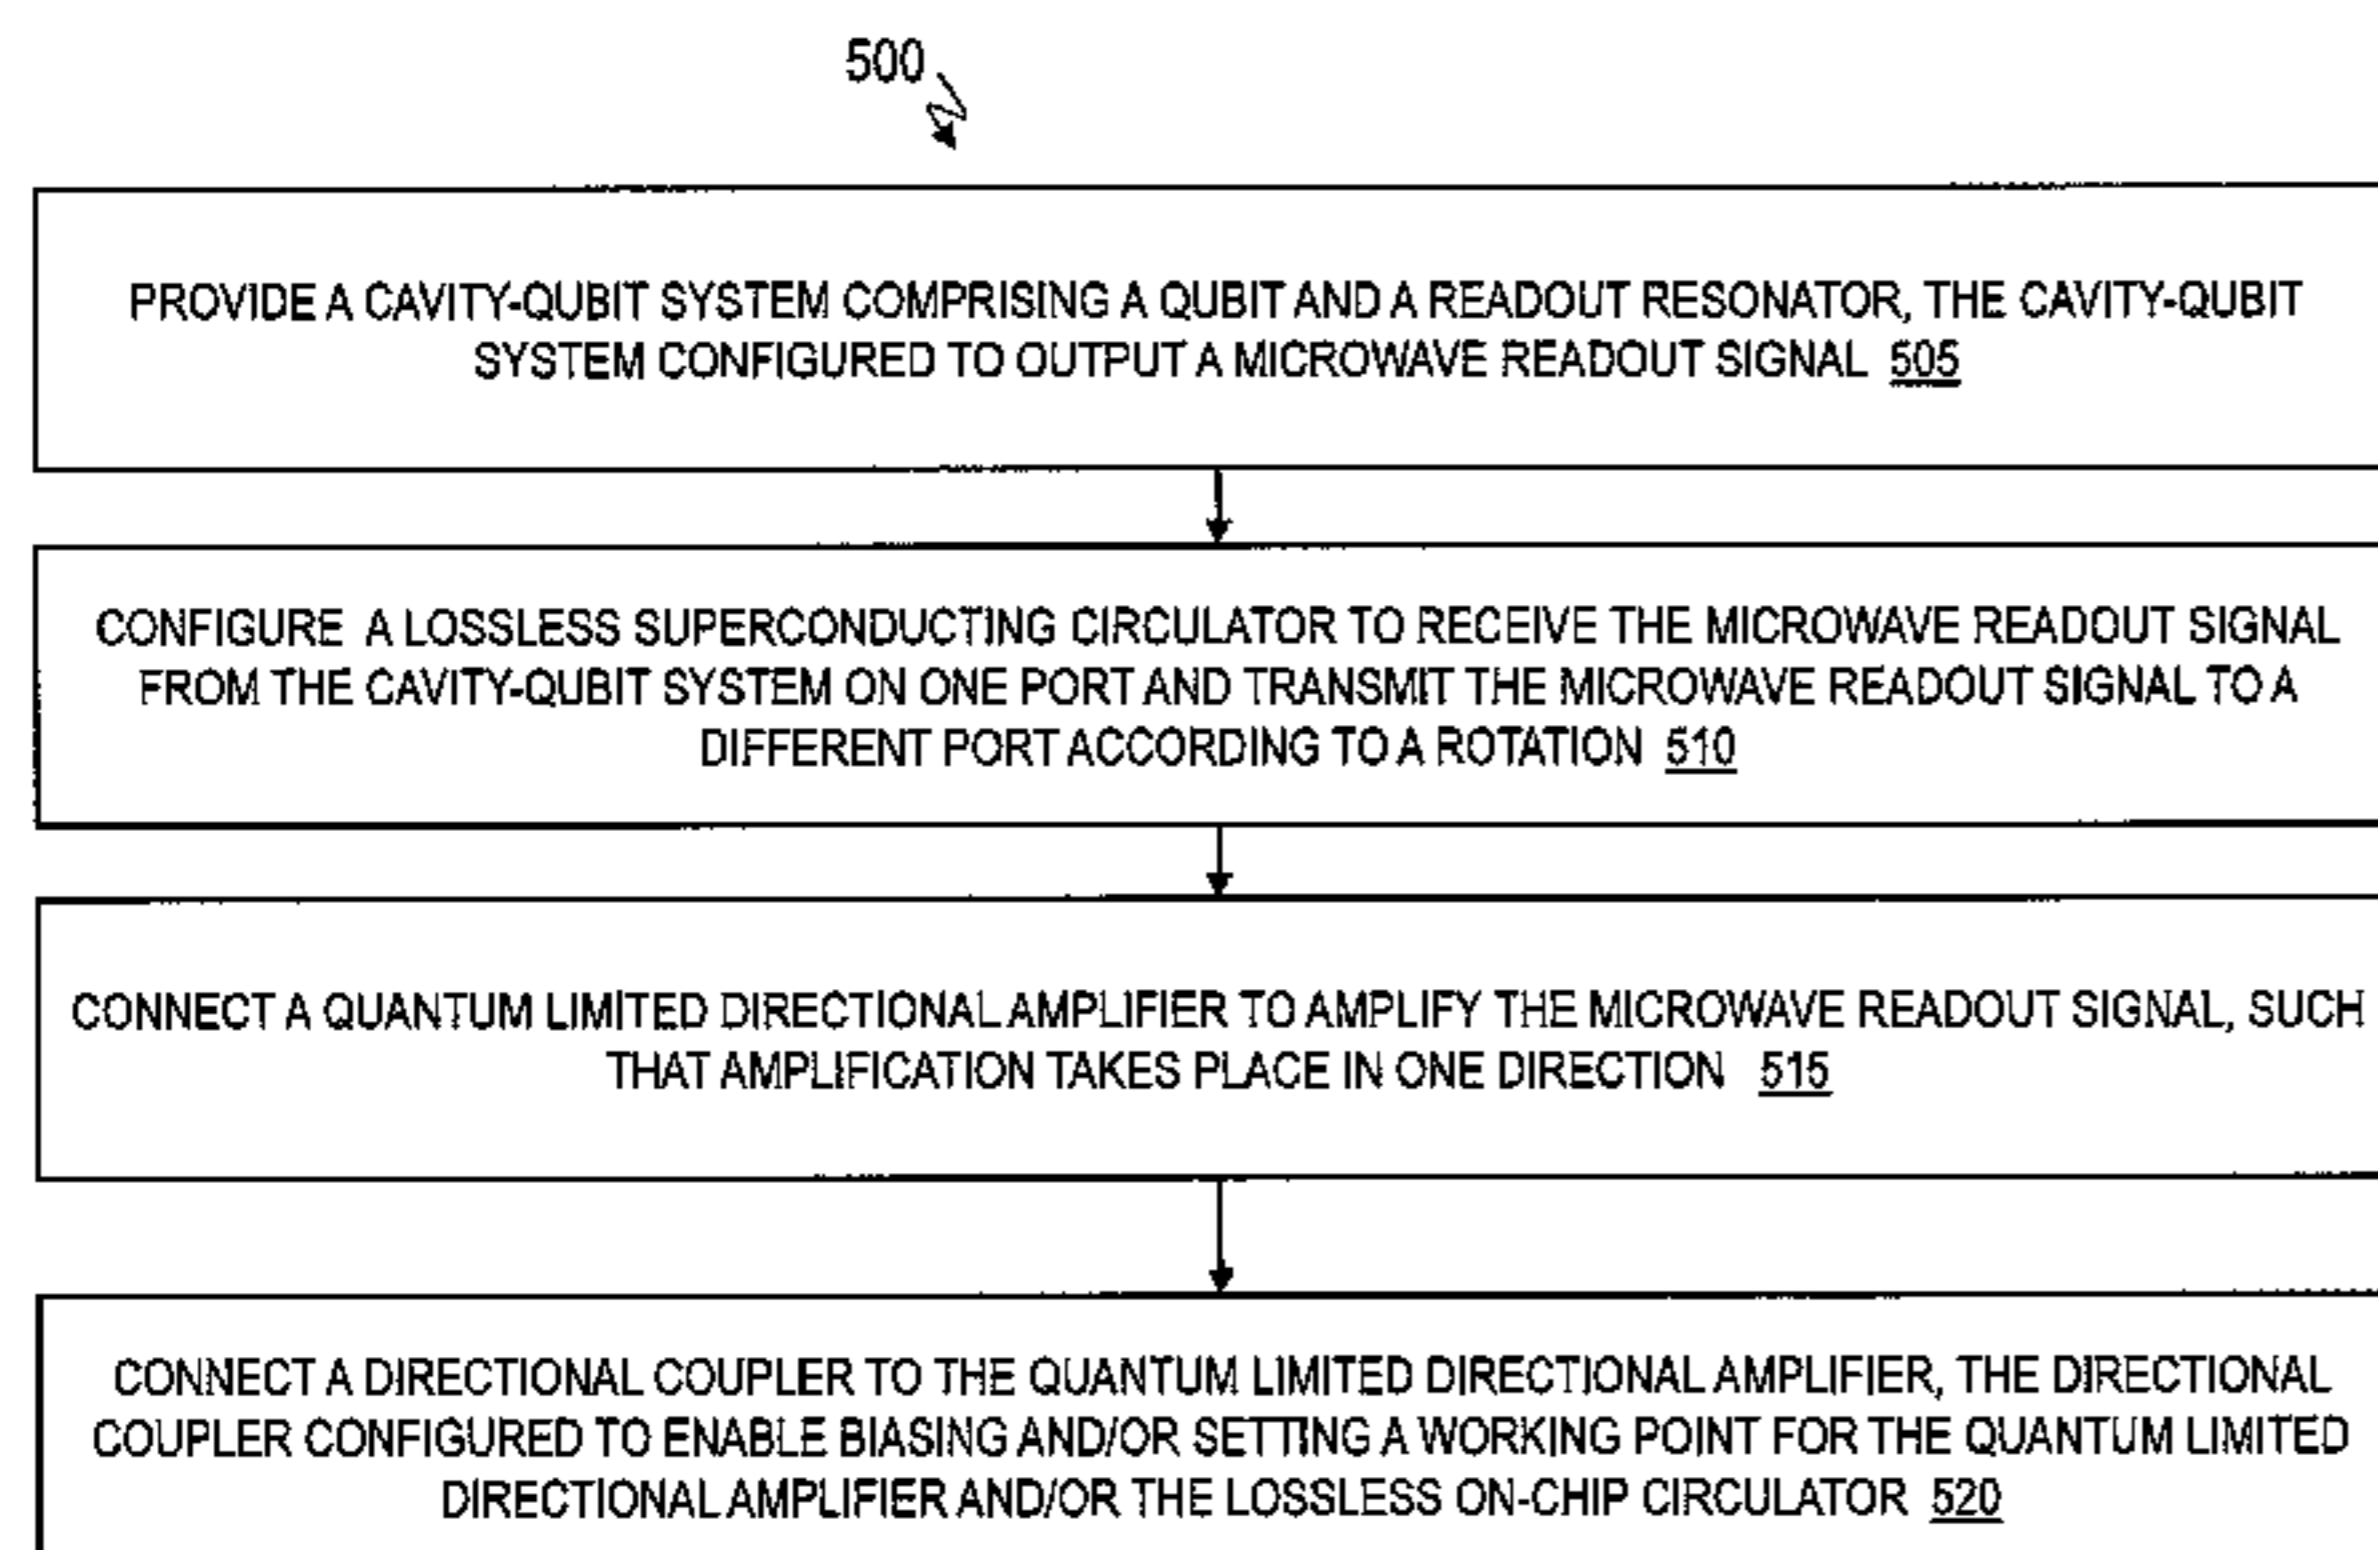 500
PROVIDE A CAVITY-QUBIT SYSTEM COMPRISING A QUBIT AND A READOUT RESONATOR, THE CAVITY-QUBIT
SYSTEM CONFIGURED TO OUTPUT A MICROWAVE READOUT SIGNAL 505
CONFIGURE A LOSSLESS SUPERCONDUCTING CIRCULATOR TO RECEIVE THE MICROWAVE READOUT SIGNAL
FROM THE CAVITY-QUBIT SYSTEM ON ONE PORT AND TRANSMIT THE MICROWAVE READOUT SIGNAL TO A
DIFFERENT PORT ACCORDING TO A ROTATION 510
CONNECT A QUANTUM LIMITED DIRECTIONAL AMPLIFIER TO AMPLIFY THE MICROWAVE READOUT SIGNAL, SUCH
THAT AMPLIFICATION TAKES PLACE IN ONE DIRECTION 515
CONNECT A DIRECTIONAL COUPLER TO THE QUANTUM LIMITED DIRECTIONAL AMPLIFIER, THE DIRECTIONAL
COUPLER CONFIGURED TO ENABLE BIASING AND/OR SETTING A WORKING POINT FOR THE QUANTUM LIMITED
DIRECTIONAL AMPLIFIER AND/OR THE LOSSLESS ON-CHIP CIRCULATOR 520